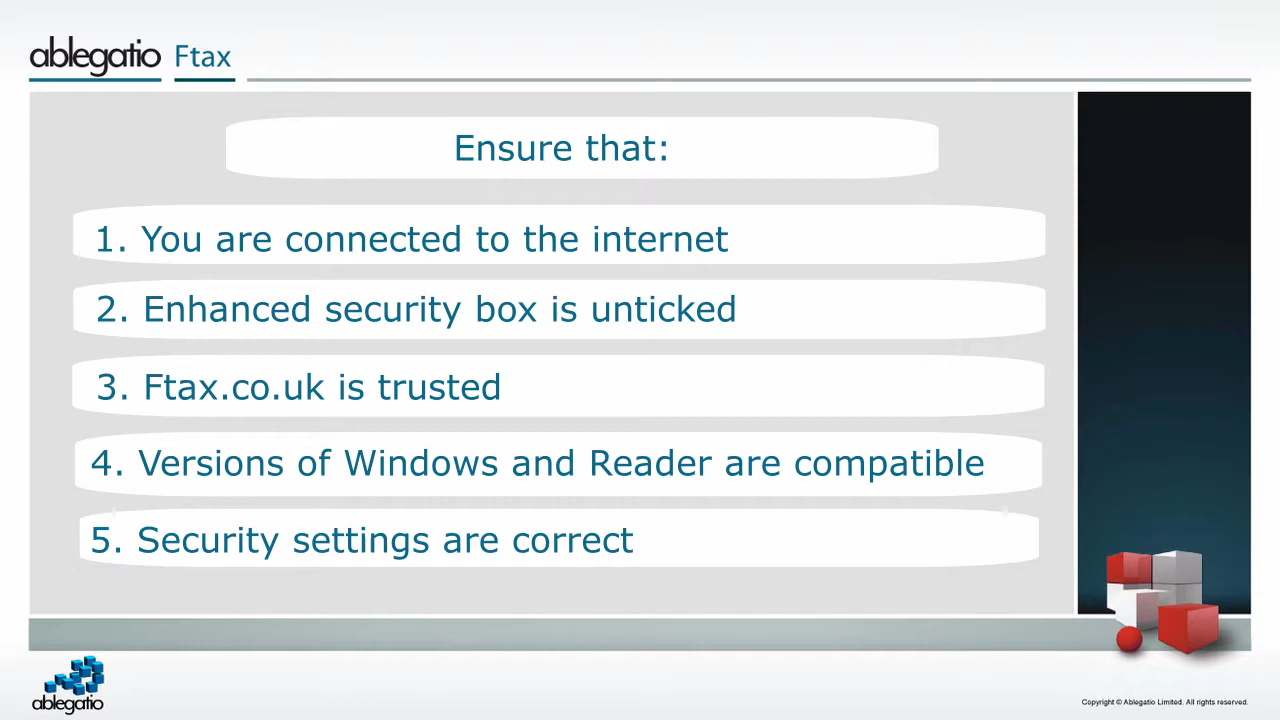 ablegatio Ftax
Ensure that:
1. You are connected to the internet
2. Enhanced security box is unticked
3. Ftax.co.uk is trusted
4. Versions of Windows and Reader are compatible
5. Security settings are correct
ablegatio
Copyright © Ablegatio Limited. All rights reserved.